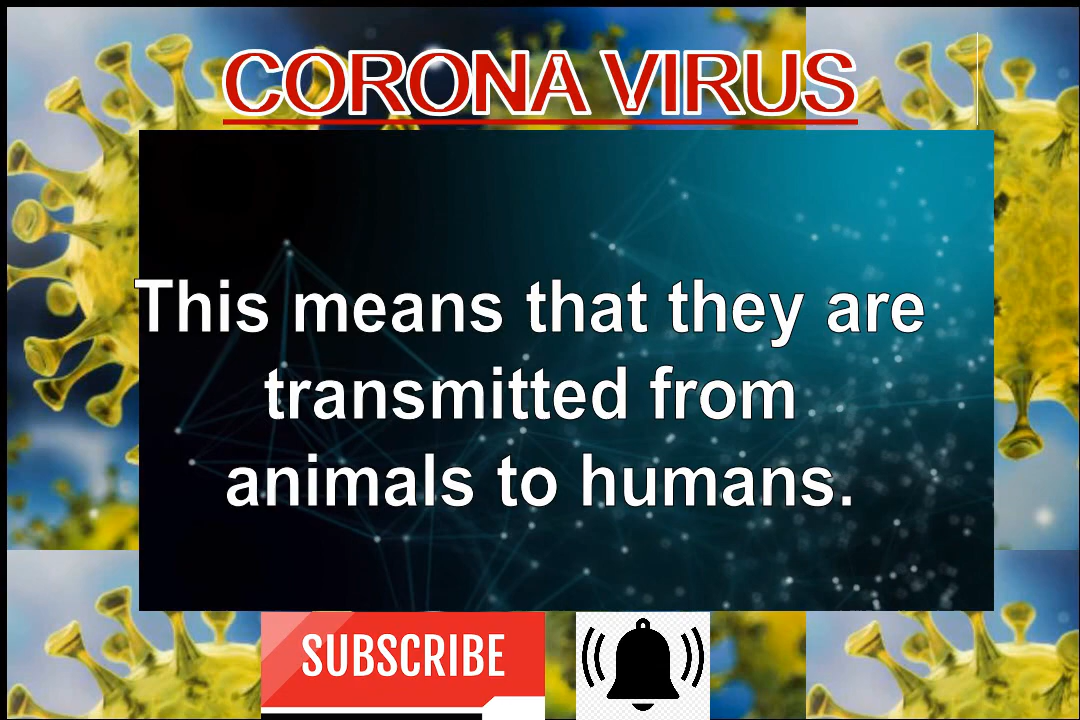 CORONA VIRUS
This means that they are
transmitted from
animals to humans.
SUBSCRIBE